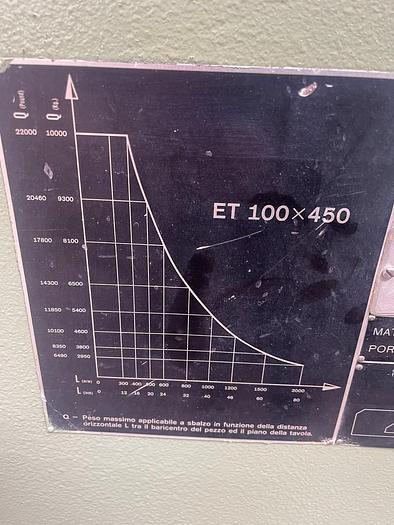 Q (Pound) Q (Kg.)
22000 10000
ET 100×450
20460 9300
17800 8100
14300 6500
11850 5400
10100 4600
8350 3800
6490 2950
L (m/m) 0 300 400 500 600 800 1000 1200 1500 2000
L (inch) 12 16 20 24 32 40 48 60 80
Q – Peso massimo applicabile a sbalzo in funzione della distanza
orizzontale L tra il baricentro del pezzo ed il piano della tavola.
MAT
POR